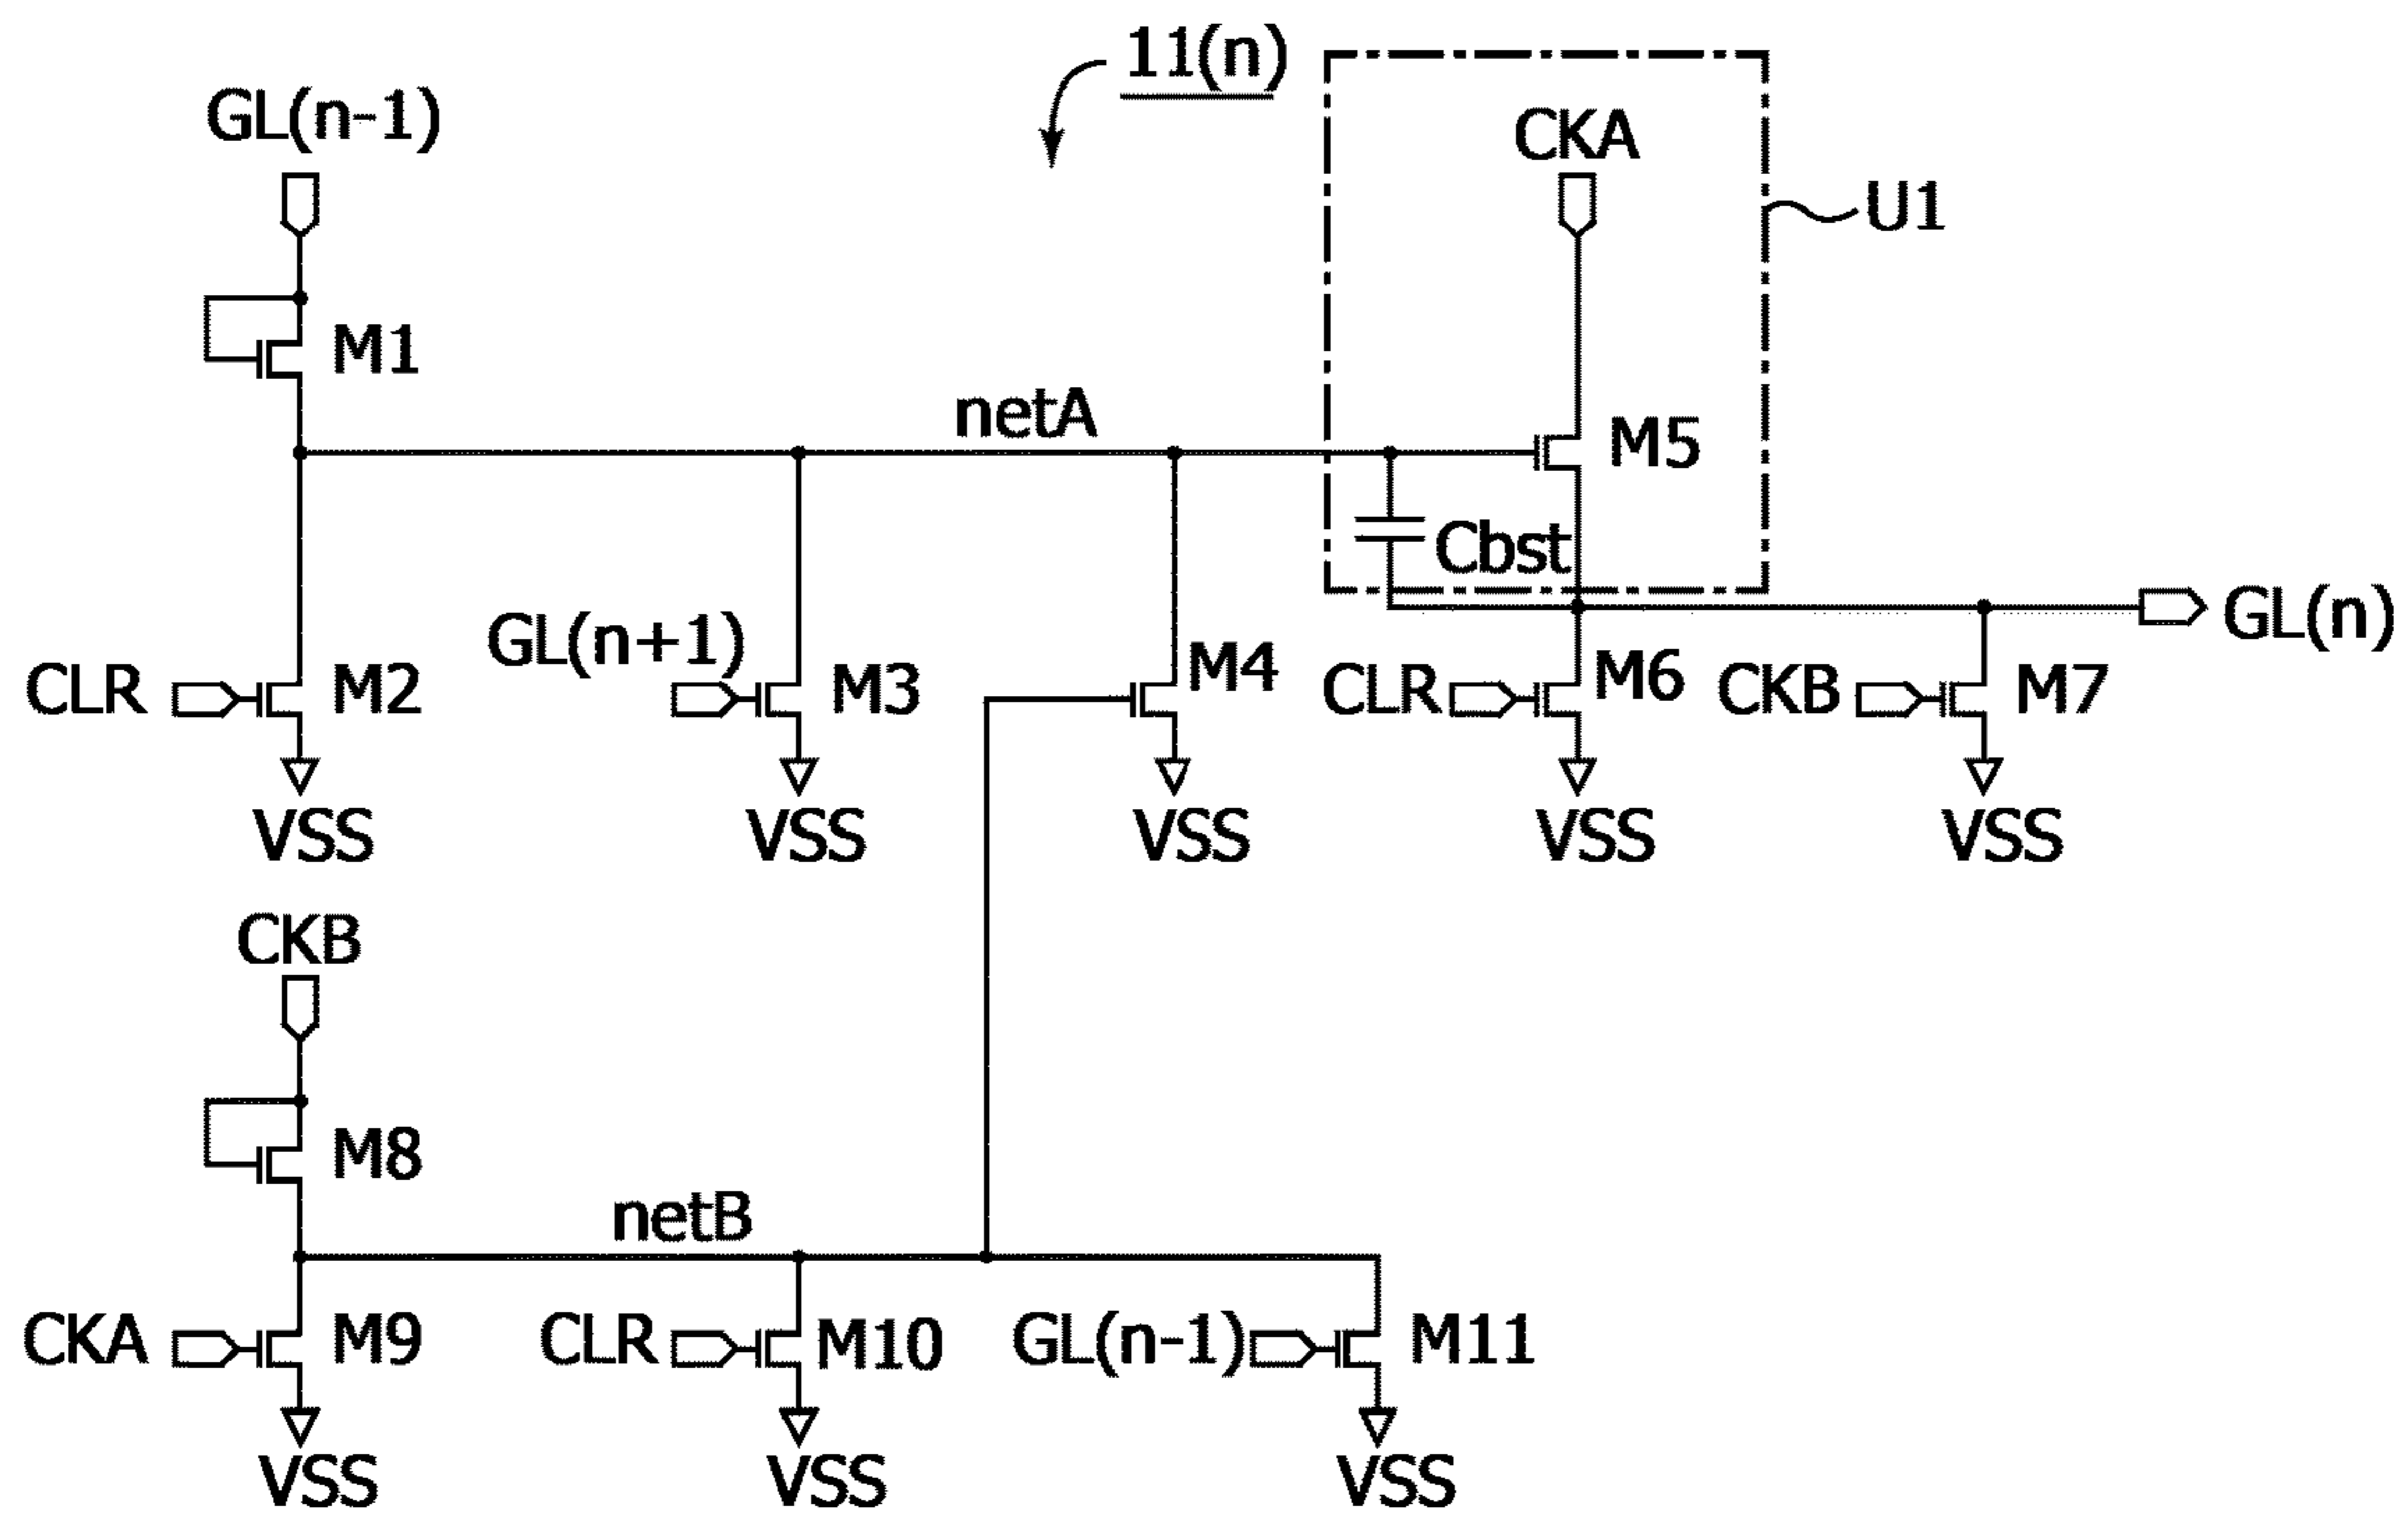 11(n)
GL(n-1)
CKA
U1
M1
netA
M5
Cbst
GL(n)
GL(n+1)
CLR
M2
M3
M4
CLR
M6
CKB
M7
VSS
VSS
VSS
VSS
VSS
CKB
M8
netB
CKA
M9
CLR
M10
GL(n-1)
M11
VSS
VSS
VSS